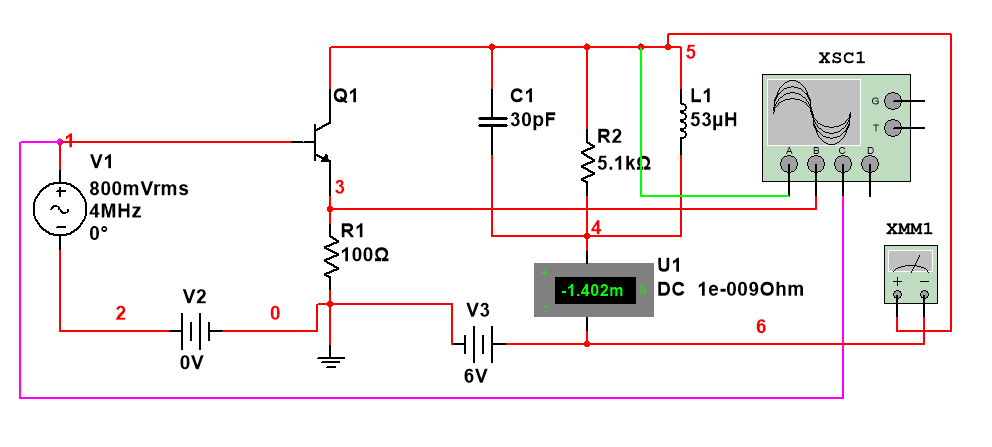 XSC1
5
Q1
C1
30pF
L1
53µH
G
T
R2
5.1kΩ
A B C D
1
V1
800mVrms
4MHz
0°
3
R1
100Ω
4
XMM1
U1
+
-1.402m
A
-
DC 1e-009Ohm
V2
2
0
0V
V3
6
6V